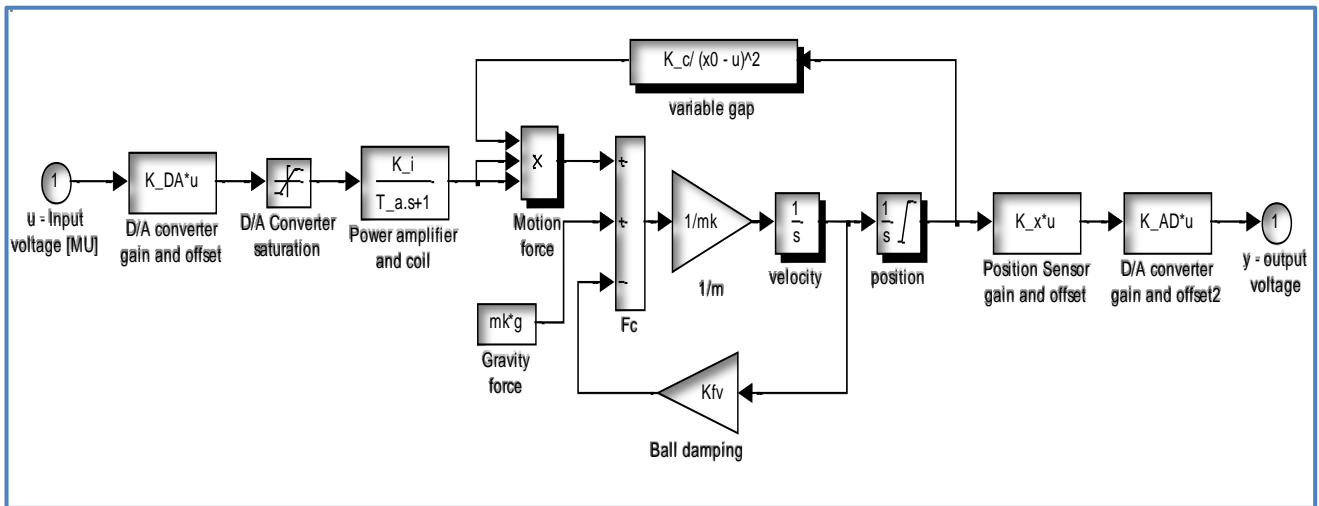 K_c/ (x0 - u)^2
variable gap
1
u - Input
voltage [MU]
K_DA*u
D/A converter
gain and offset
D/A Converter
saturation
K_i
T_a.s+1
Power amplifier
and coil
X
Motion
force
mk*g
Gravity
force
+
+
-
Fc
1/mk
1/m
1
s
velocity
1
s
position
Kfv
Ball damping
K_x*u
Position Sensor
gain and offset
K_AD*u
D/A converter
gain and offset2
1
y - output
voltage